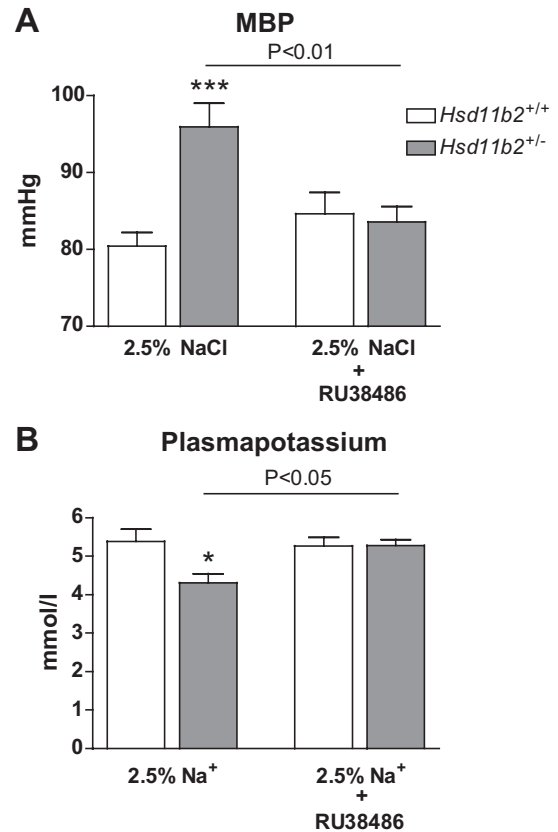 A
MBP
P<0.01
***
100
90
80
70
mmHg
Hsd11b2+/+
Hsd11b2+/-
2.5% NaCl
2.5% NaCl
+
RU38486
B
Plasmapotassium
P<0.05
*
6
5
4
3
2
1
0
mmol/l
2.5% Na+
2.5% Na+
+
RU38486